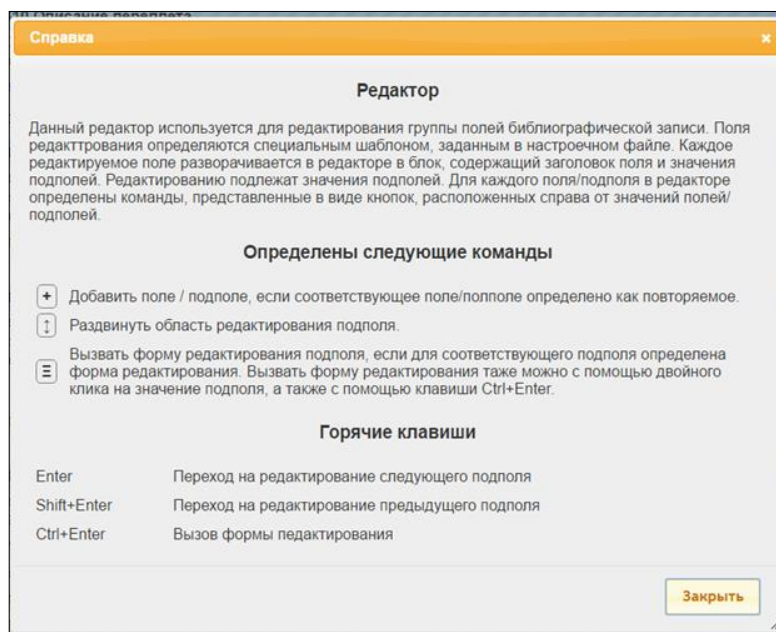 10 Описание переплета
Справка
Редактор
Данный редактор используется для редактирования группы полей библиографической записи. Поля
редакттрования определяются специальным шаблоном, заданным в настроечном файле. Каждое
редактируемое поле разворачивается в редакторе в блок, содержащий заголовок поля и значения
подполей. Редактированию подлежат значения подполей. Для каждого поля/подполя в редакторе
определены команды, представленные в виде кнопок, расположенных справа от значений полей/
подполей.
Определены следующие команды
+ Добавить поле / подполе, если соответствующее поле/полполе определено как повторяемое.
↕ Раздвинуть область редактирования подполя.
Вызвать форму редактирования подполя, если для соответствующего подполя определена
Ξ форма редактирования. Вызвать форму редактирования таже можно с помощью двойного
клика на значение подполя, а также с помощью клавиши Ctrl+Enter.
Горячие клавиши
Enter Переход на редактирование следующего подполя
Shift+Enter Переход на редактирование предыдущего подполя
Ctrl+Enter Вызов формы педактирования
Закрыть